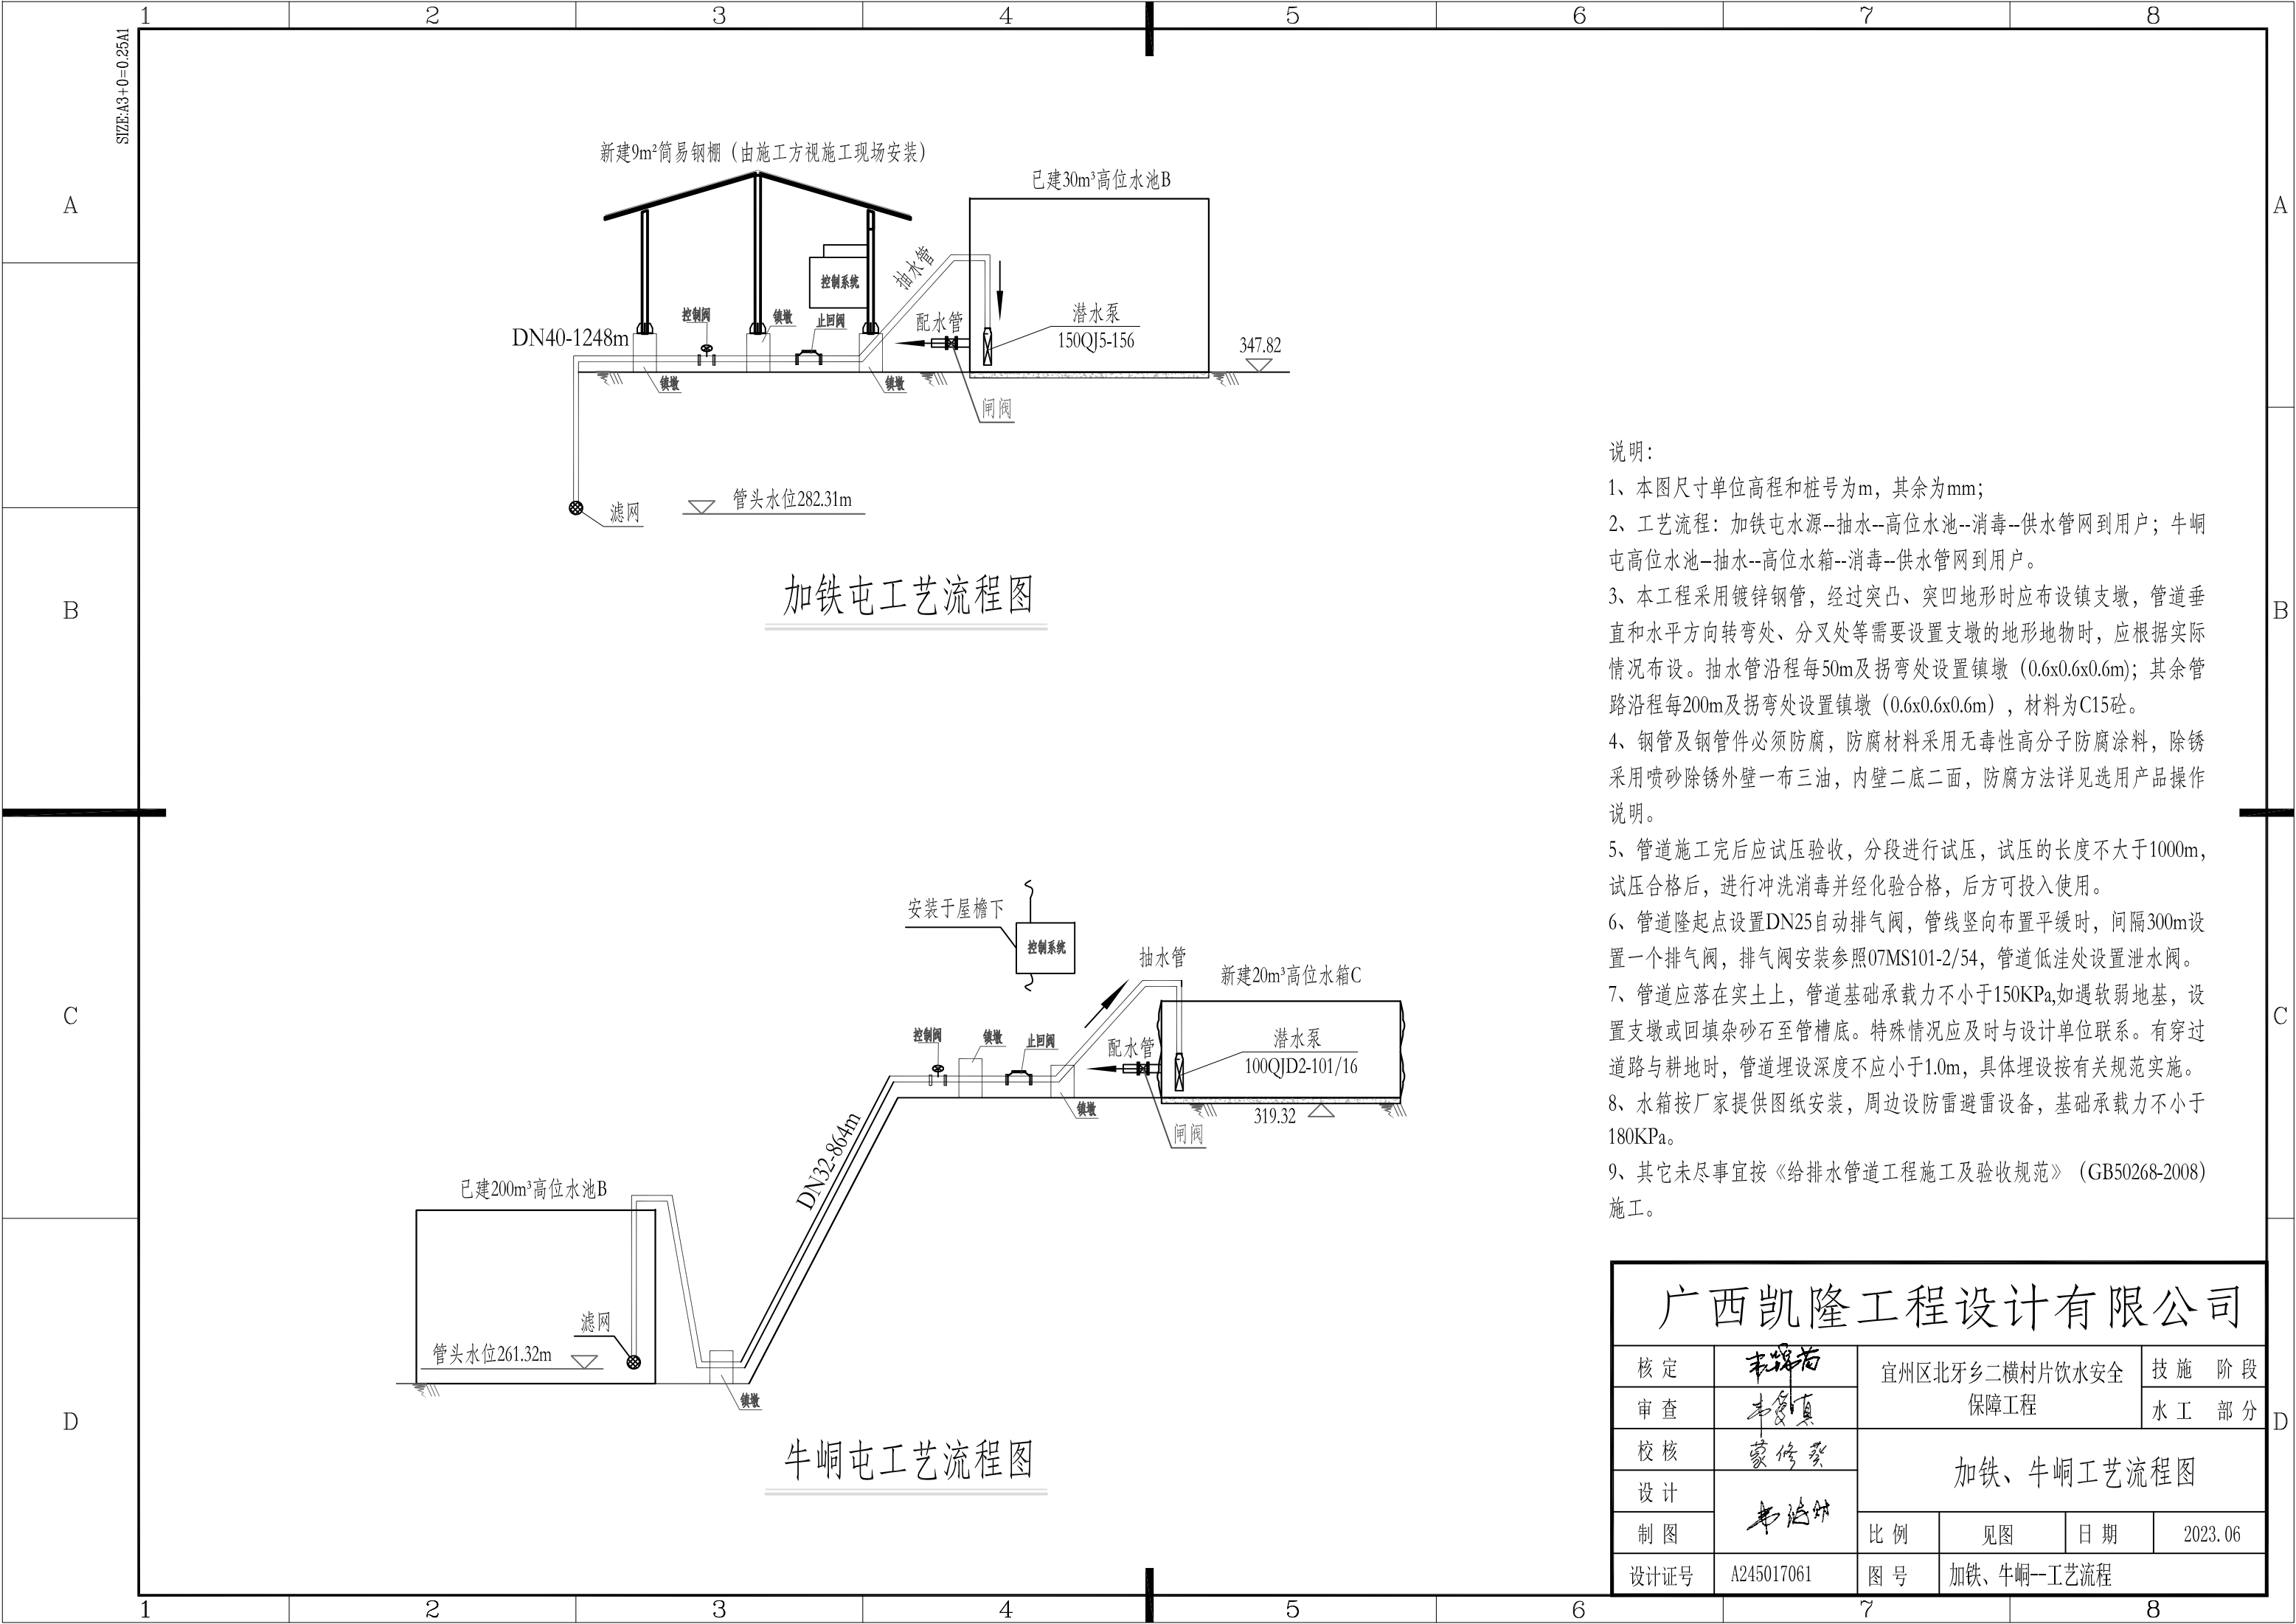 1 2 3 4 5 6 7 8
SIZE:A3+0=0.25A1
A
A
B
B
C
C
D
D
新建9m²简易钢棚（由施工方视施工现场安装）
已建30m³高位水池B
控制系统
抽水管
控制阀
镇墩
止回阀
配水管
潜水泵
150QJ5-156
DN40-1248m
347.82
镇墩
镇墩
闸阀
滤网
管头水位282.31m
加铁屯工艺流程图
安装于屋檐下
控制系统
抽水管
新建20m³高位水箱C
控制阀
镇墩
止回阀
配水管
潜水泵
100QJD2-101/16
镇墩
319.32
闸阀
DN32-864m
已建200m³高位水池B
滤网
管头水位261.32m
镇墩
牛峒屯工艺流程图
说明：
1、本图尺寸单位高程和桩号为m，其余为mm；
2、工艺流程：加铁屯水源--抽水--高位水池--消毒--供水管网到用户；牛峒
屯高位水池--抽水--高位水箱--消毒--供水管网到用户。
3、本工程采用镀锌钢管，经过突凸、突凹地形时应布设镇支墩，管道垂
直和水平方向转弯处、分叉处等需要设置支墩的地形地物时，应根据实际
情况布设。抽水管沿程每50m及拐弯处设置镇墩（0.6x0.6x0.6m)；其余管
路沿程每200m及拐弯处设置镇墩（0.6x0.6x0.6m），材料为C15砼。
4、钢管及钢管件必须防腐，防腐材料采用无毒性高分子防腐涂料，除锈
采用喷砂除锈外壁一布三油，内壁二底二面，防腐方法详见选用产品操作
说明。
5、管道施工完后应试压验收，分段进行试压，试压的长度不大于1000m，
试压合格后，进行冲洗消毒并经化验合格，后方可投入使用。
6、管道隆起点设置DN25自动排气阀，管线竖向布置平缓时，间隔300m设
置一个排气阀，排气阀安装参照07MS101-2/54，管道低洼处设置泄水阀。
7、管道应落在实土上，管道基础承载力不小于150KPa,如遇软弱地基，设
置支墩或回填杂砂石至管槽底。特殊情况应及时与设计单位联系。有穿过
道路与耕地时，管道埋设深度不应小于1.0m，具体埋设按有关规范实施。
8、水箱按厂家提供图纸安装，周边设防雷避雷设备，基础承载力不小于
180KPa。
9、其它未尽事宜按《给排水管道工程施工及验收规范》（GB50268-2008）
施工。
广西凯隆工程设计有限公司
核 定
宜州区北牙乡二横村片饮水安全
保障工程
技 施 阶 段
审 查
水 工 部 分
校 核
蒙修葵
加铁、牛峒工艺流程图
设 计
制 图
比 例 见图 日 期 2023.06
设计证号 A245017061 图 号 加铁、牛峒--工艺流程
1 2 3 4 5 6 7 8